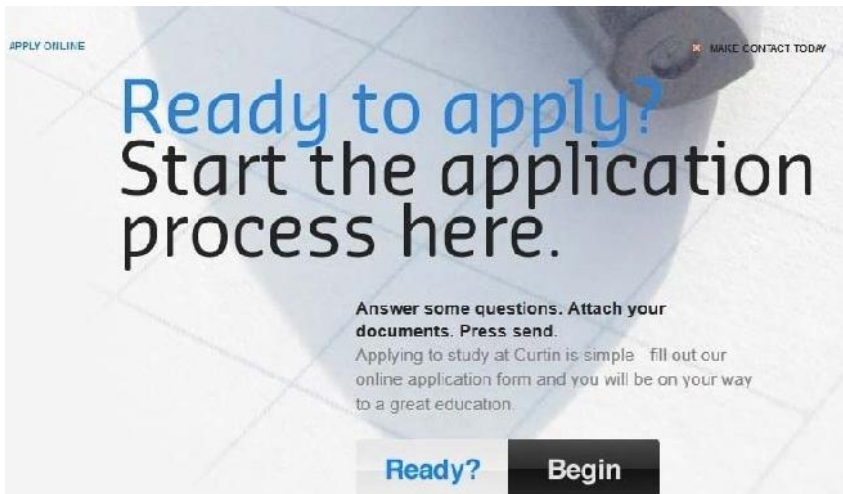 APPLY ONLINE
MAKE CONTACT TODAY
Ready to apply?
Start the application
process here.
Answer some questions. Attach your
documents. Press send.
Applying to study at Curtin is simple fill out our
online application form and you will be on your way
to a great education.
Ready? Begin